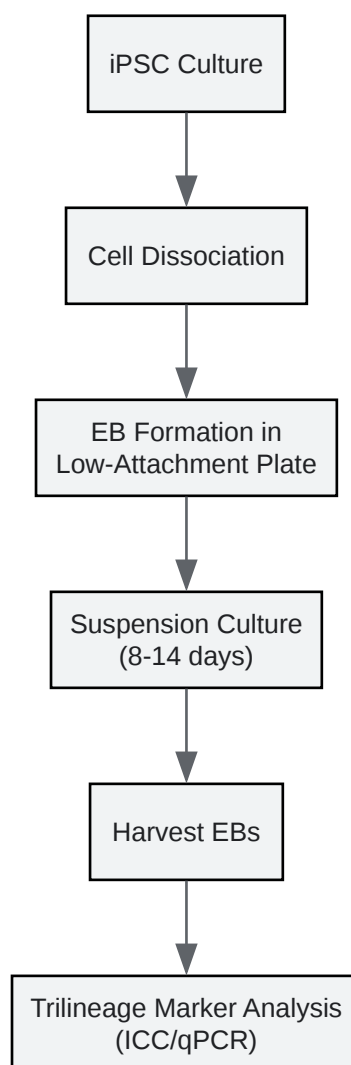 iPSC Culture
Cell Dissociation
EB Formation in
Low-Attachment Plate
Suspension Culture
(8-14 days)
Harvest EBs
Trilineage Marker Analysis
(ICC/qPCR)